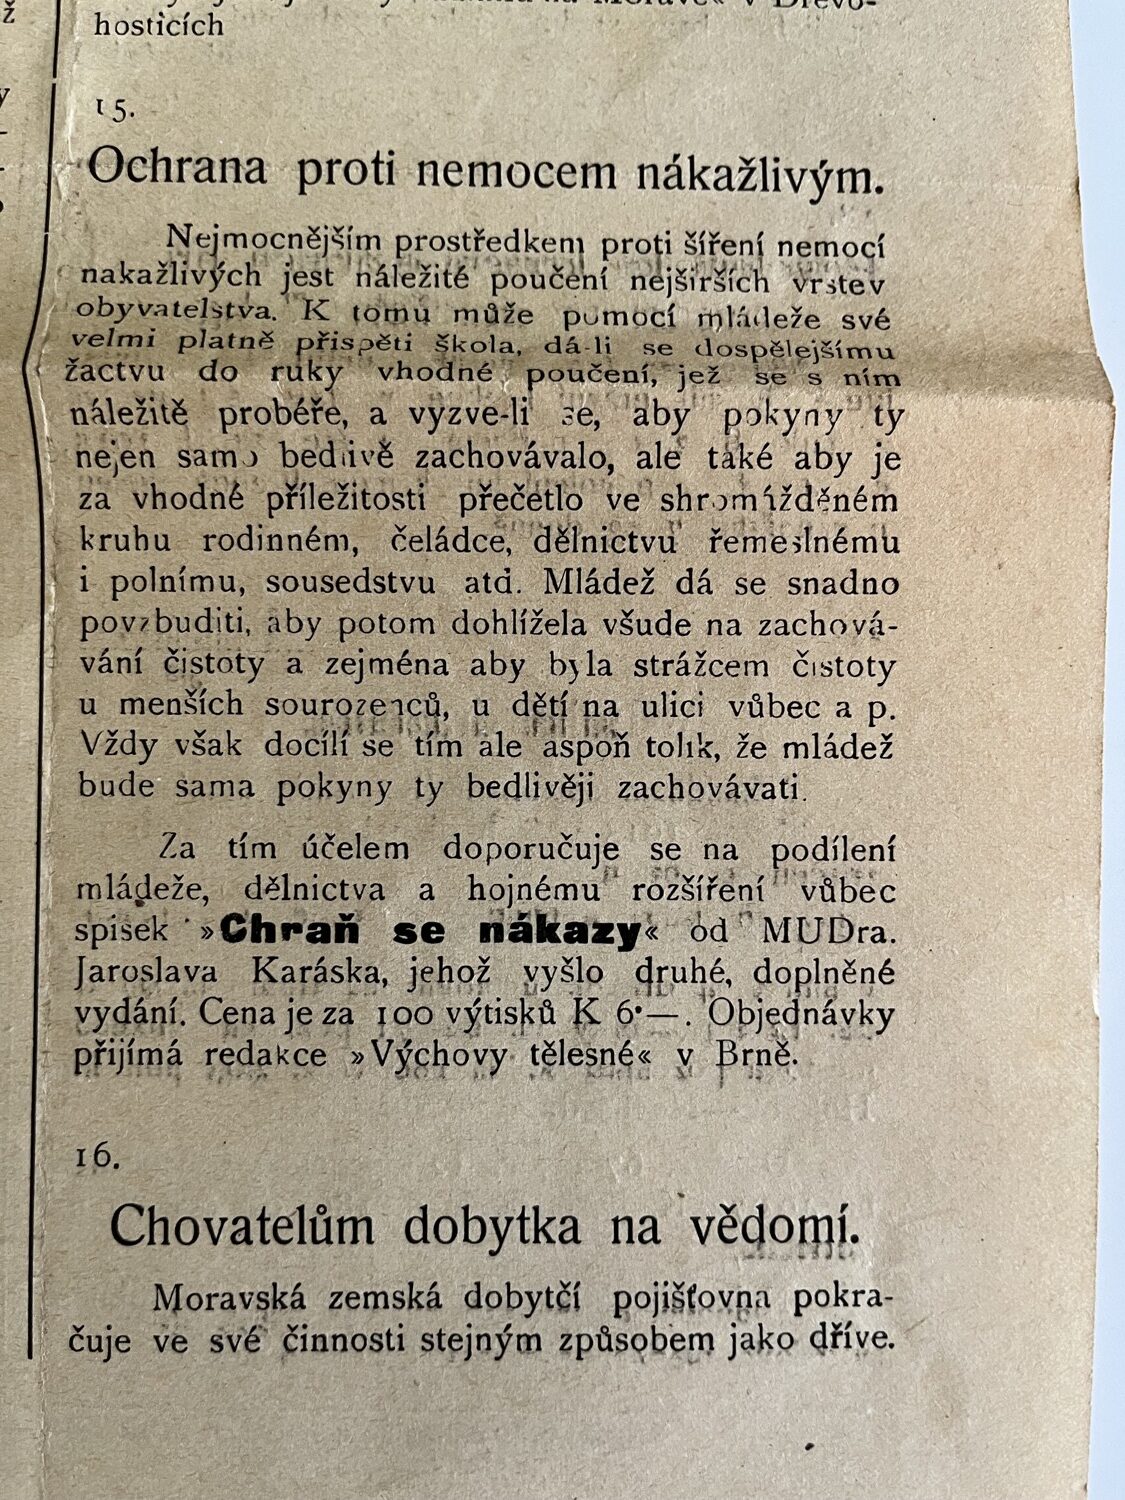 na Moravě« v Dřevo-
hosticích
15.
Ochrana proti nemocem nákažlivým.
Nejmocnějším prostředkem proti šíření nemocí
nakažlivých jest náležité poučení nejširších vrstev
obyvatelstva. K tomu může pomocí mládeže své
velmi platně přispěti škola, dá-li se dospělejšímu
žactvu do ruky vhodné poučení, jež se s ním
náležitě probéře, a vyzve-li se, aby pokyny ty
nejen samo bedlivě zachovávalo, ale také aby je
za vhodné příležitosti přečetlo ve shromážděném
kruhu rodinném, čeládce, dělnictvu řemeslnému
i polnímu, sousedstvu atd. Mládež dá se snadno
povzbuditi, aby potom dohlížela všude na zachová-
vání čistoty a zejména aby byla strážcem čistoty
u menších sourozenců, u dětí na ulici vůbec a p.
Vždy však docílí se tím ale aspoň tolik, že mládež
bude sama pokyny ty bedlivěji zachovávati.
Za tím účelem doporučuje se na podílení
mládeže, dělnictva a hojnému rozšíření vůbec
spisek »Chraň se nákazy« od MUDra.
Jaroslava Karáska, jehož vyšlo druhé, doplněné
vydání. Cena je za 100 výtisků K 6·—. Objednávky
přijímá redakce »Výchovy tělesné« v Brně.
16.
Chovatelům dobytka na vědomí.
Moravská zemská dobytčí pojišťovna pokra-
čuje ve své činnosti stejným způsobem jako dříve.